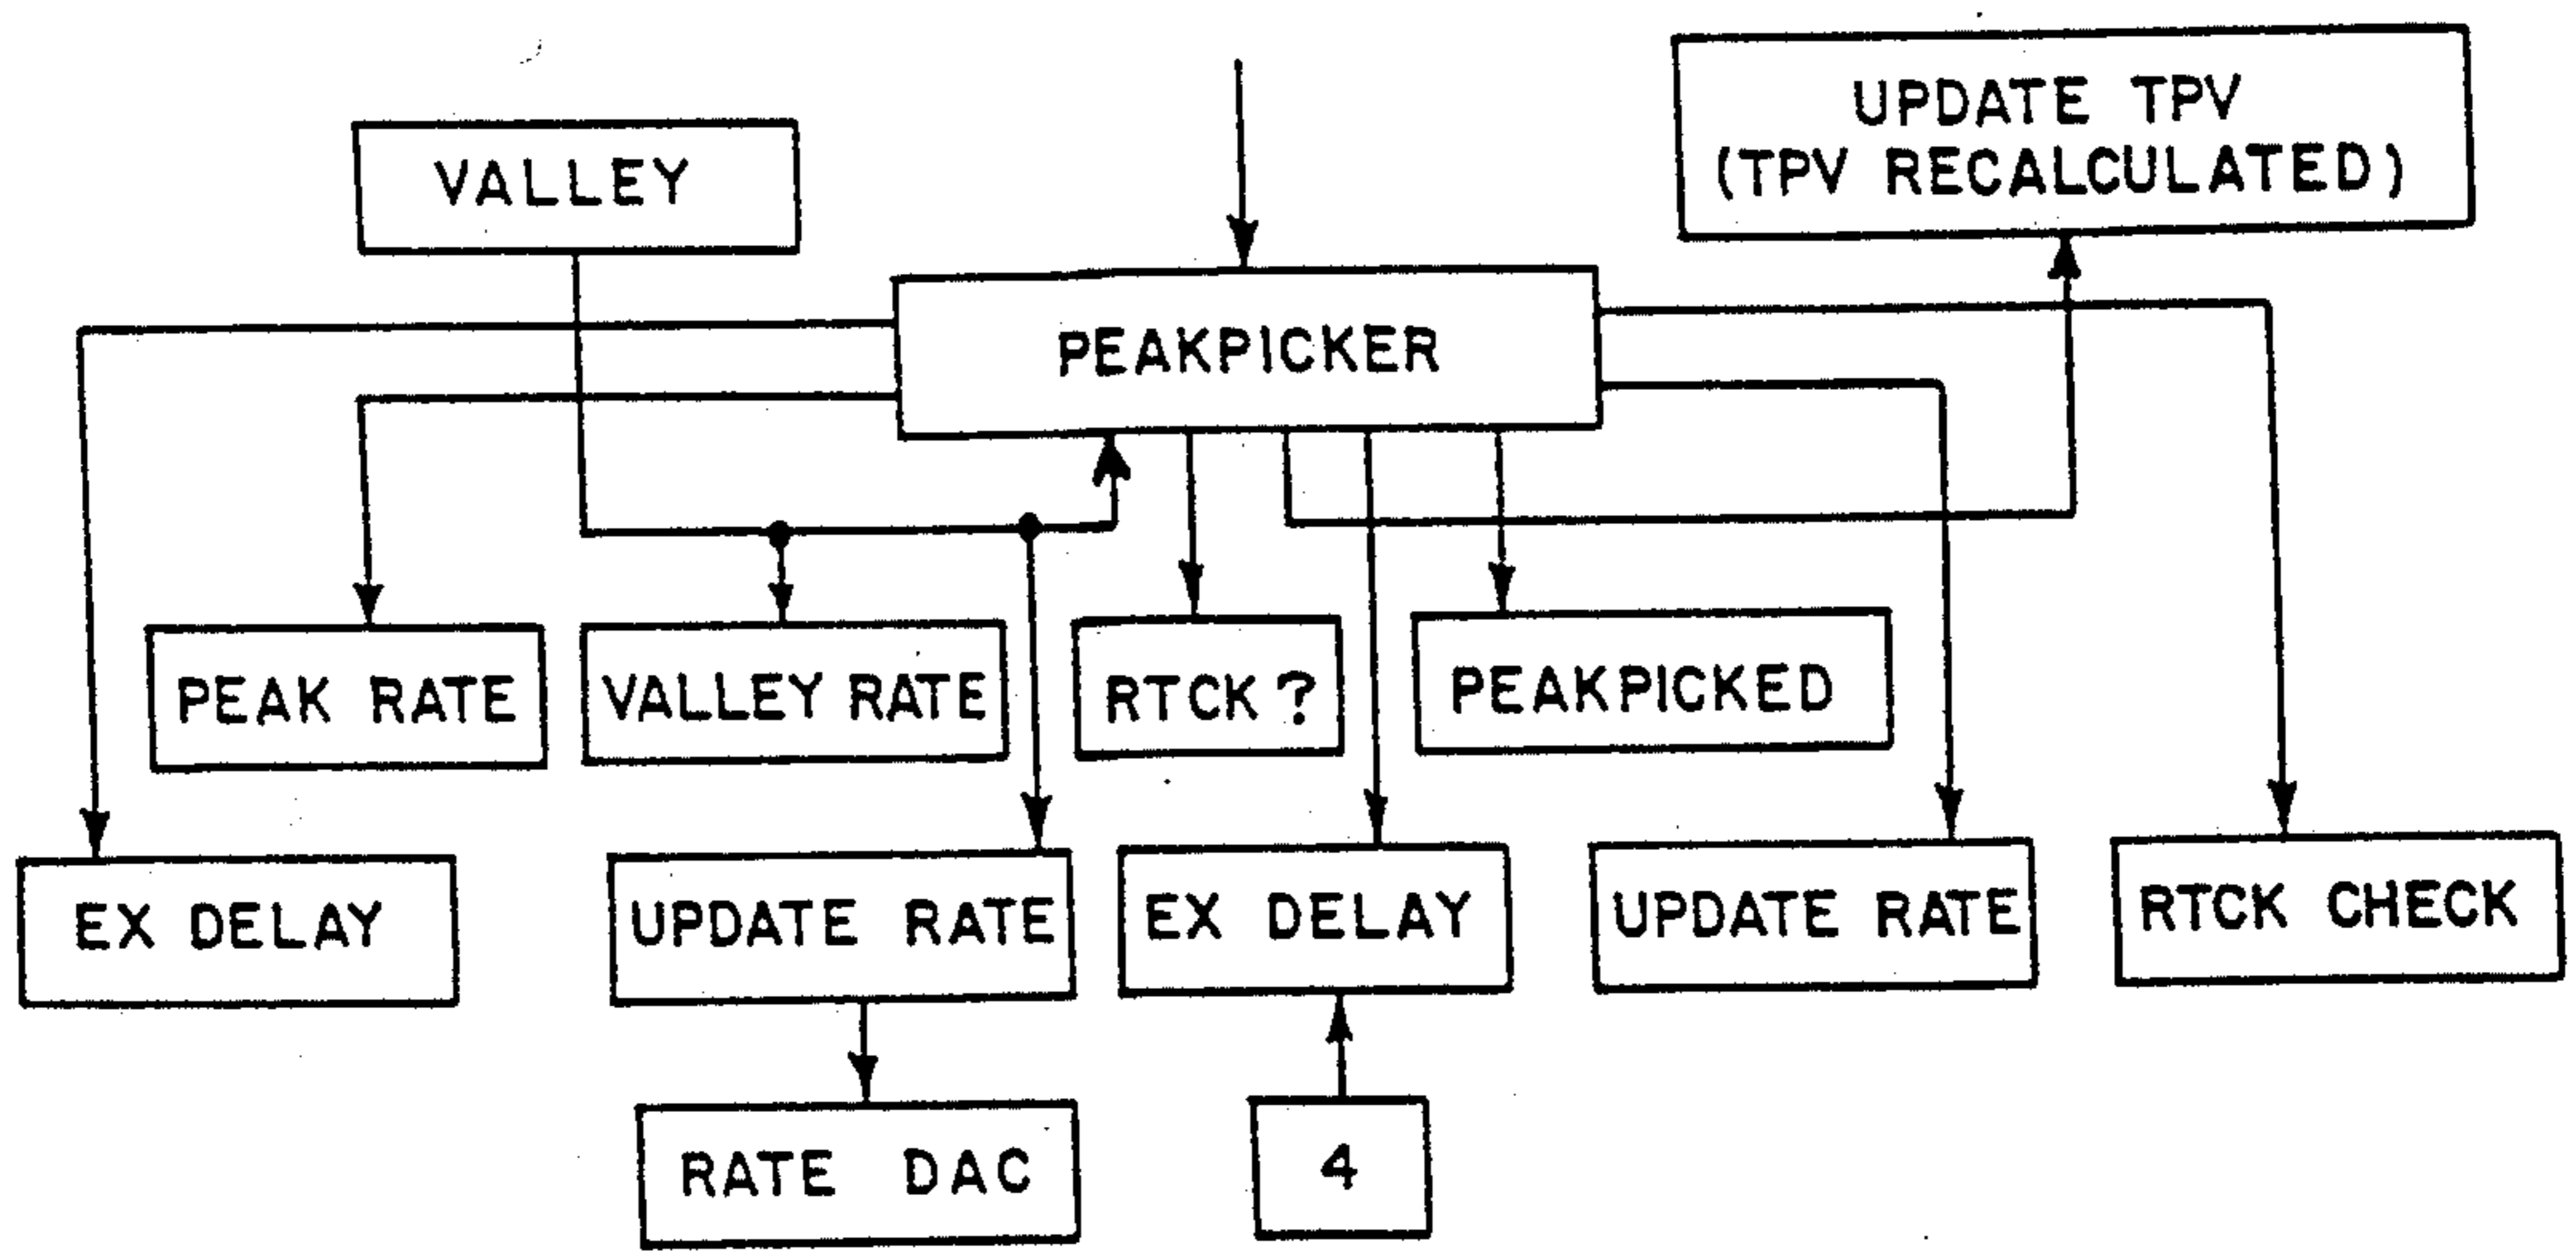 UPDATE TPV
(TPV RECALCULATED)
VALLEY
PEAKPICKER
PEAK RATE
VALLEY RATE
RTCK ?
PEAKPICKED
EX DELAY
UPDATE RATE
EX DELAY
UPDATE RATE
RTCK CHECK
RATE DAC
4